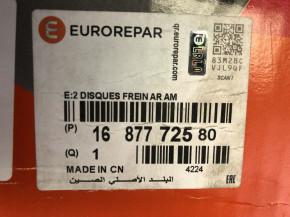 EUROREPAR
qr.eurorepar.com
83M2BC
VJL9QF
SCAN !
E:2 DISQUES FREIN AR AM
(P) 16 877 725 80
(Q) 1
MADE IN CN 4224
البلد الأصلي الصين
EAC